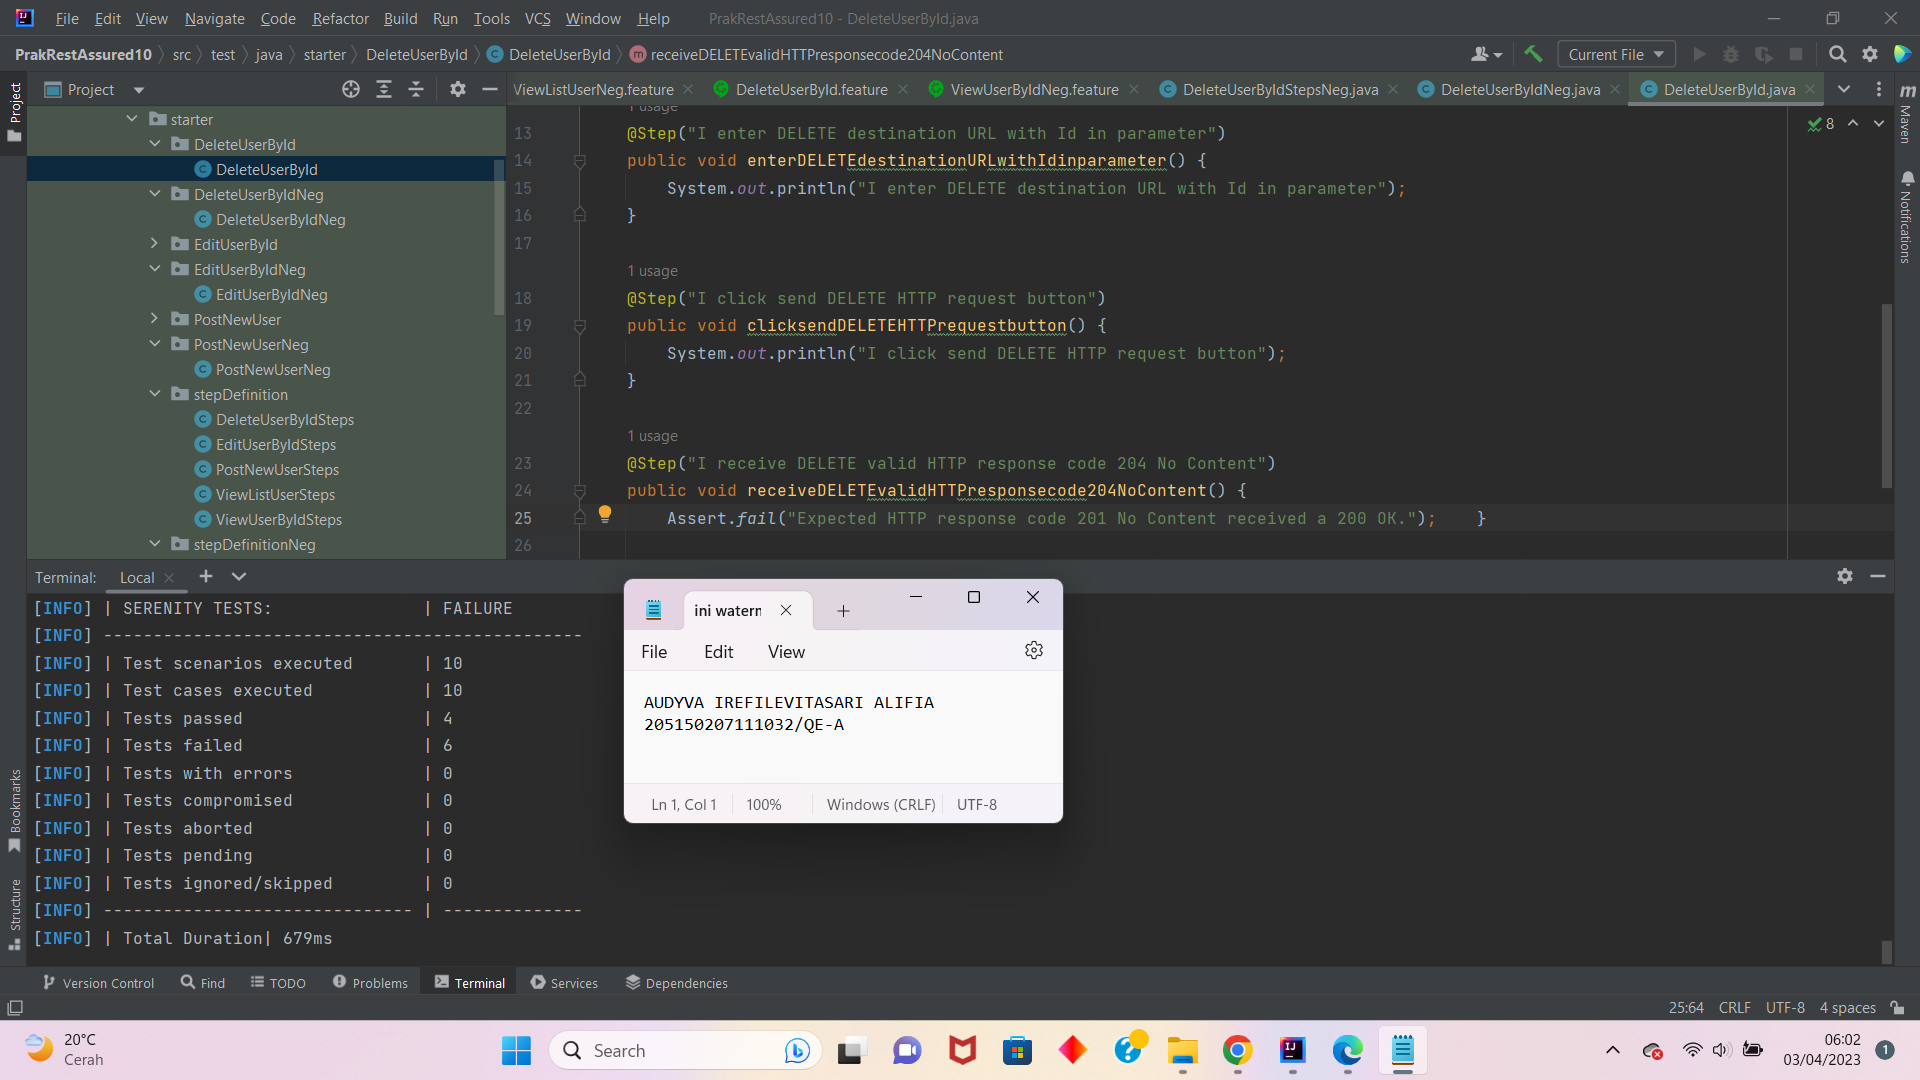 File Edit View Navigate Code Refactor Build Run Tools VCS Window Help PrakRestAssured10 - DeleteUserById.java
PrakRestAssured10 src test java starter DeleteUserById DeleteUserById receiveDELETEvalidHTTPresponsecode204NoContent Current File
Project
ViewListUserNeg.feature DeleteUserById.feature ViewUserByIdNeg.feature DeleteUserByIdStepsNeg.java DeleteUserByIdNeg.java DeleteUserById.java
Project
Maven
Notifications
Bookmarks
Structure
starter
DeleteUserById
DeleteUserById
DeleteUserByIdNeg
DeleteUserByIdNeg
EditUserById
EditUserByIdNeg
EditUserByIdNeg
PostNewUser
PostNewUserNeg
PostNewUserNeg
stepDefinition
DeleteUserByIdSteps
EditUserByIdSteps
PostNewUserSteps
ViewListUserSteps
ViewUserByIdSteps
stepDefinitionNeg
1 usage
8
13 @Step("I enter DELETE destination URL with Id in parameter")
14 public void enterDELETEdestinationURLwithIdinparameter() {
15 System.out.println("I enter DELETE destination URL with Id in parameter");
16 }
17
1 usage
18 @Step("I click send DELETE HTTP request button")
19 public void clicksendDELETEHTTPrequestbutton() {
20 System.out.println("I click send DELETE HTTP request button");
21 }
22
1 usage
23 @Step("I receive DELETE valid HTTP response code 204 No Content")
24 public void receiveDELETEvalidHTTPresponsecode204NoContent() {
25 Assert.fail("Expected HTTP response code 201 No Content received a 200 OK."); }
26
Terminal: Local
[INFO] | SERENITY TESTS: | FAILURE
[INFO] ------------------------------------------------
[INFO] | Test scenarios executed | 10
[INFO] | Test cases executed | 10
[INFO] | Tests passed | 4
[INFO] | Tests failed | 6
[INFO] | Tests with errors | 0
[INFO] | Tests compromised | 0
[INFO] | Tests aborted | 0
[INFO] | Tests pending | 0
[INFO] | Tests ignored/skipped | 0
[INFO] ------------------------------- | --------------
[INFO] | Total Duration| 679ms
ini waterm
File Edit View
AUDYVA IREFILEVITASARI ALIFIA
205150207111032/QE-A
Ln 1, Col 1 100% Windows (CRLF) UTF-8
Version Control Find TODO Problems Terminal Services Dependencies
25:64 CRLF UTF-8 4 spaces
20°C
Cerah
Search
06:02
03/04/2023
1